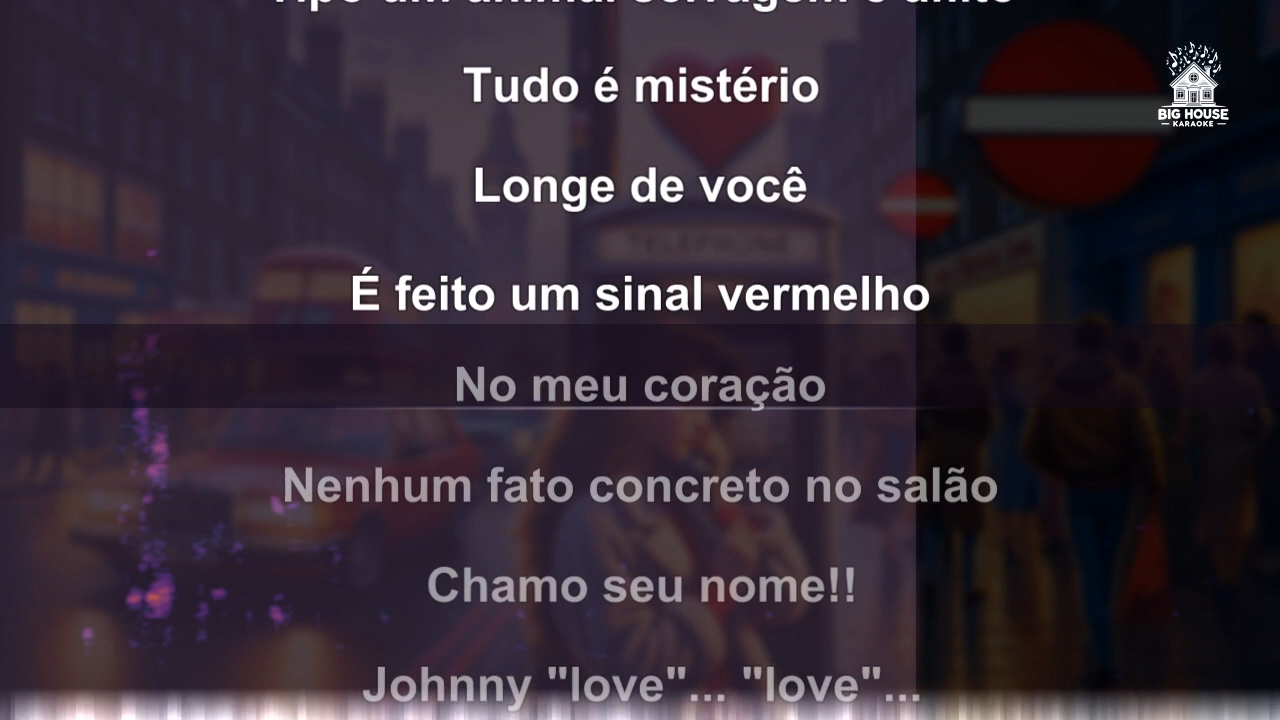 Tudo é mistério
BIG HOUSE
KARAOKE
Longe de você
TELEPHONE
É feito um sinal vermelho
No meu coração
Nenhum fato concreto no salão
Chamo seu nome!!
Johnny "love"... "love"...